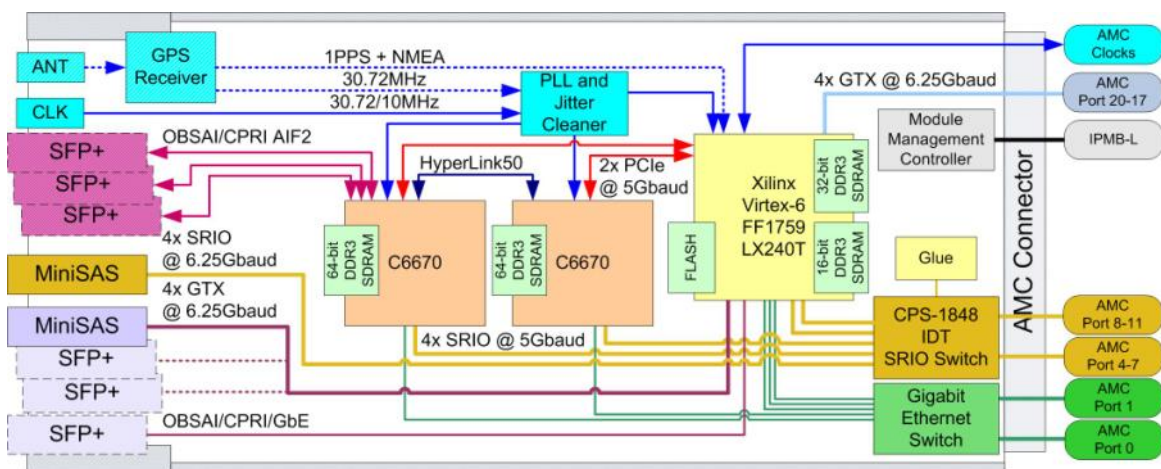 ANT
GPS
Receiver
1PPS + NMEA
30.72MHz
30.72/10MHz
CLK
PLL and
Jitter
Cleaner
AMC
Clocks
4x GTX @ 6.25Gbaud
AMC
Port 20-17
Module
Management
Controller
IPMB-L
OBSAI/CPRI AIF2
SFP+
SFP+
SFP+
HyperLink50
2x PCIe
@ 5Gbaud
Xilinx
Virtex-6
FF1759
LX240T
32-bit
DDR3
SDRAM
16-bit
DDR3
SDRAM
FLASH
64-bit
DDR3
SDRAM
C6670
64-bit
DDR3
SDRAM
C6670
AMC Connector
4x SRIO
@ 6.25Gbaud
MiniSAS
4x GTX
@ 6.25Gbaud
MiniSAS
4x SRIO @ 5Gbaud
Glue
CPS-1848
IDT
SRIO Switch
AMC
Port 8-11
AMC
Port 4-7
SFP+
SFP+
OBSAI/CPRI/GbE
SFP+
Gigabit
Ethernet
Switch
AMC
Port 1
AMC
Port 0